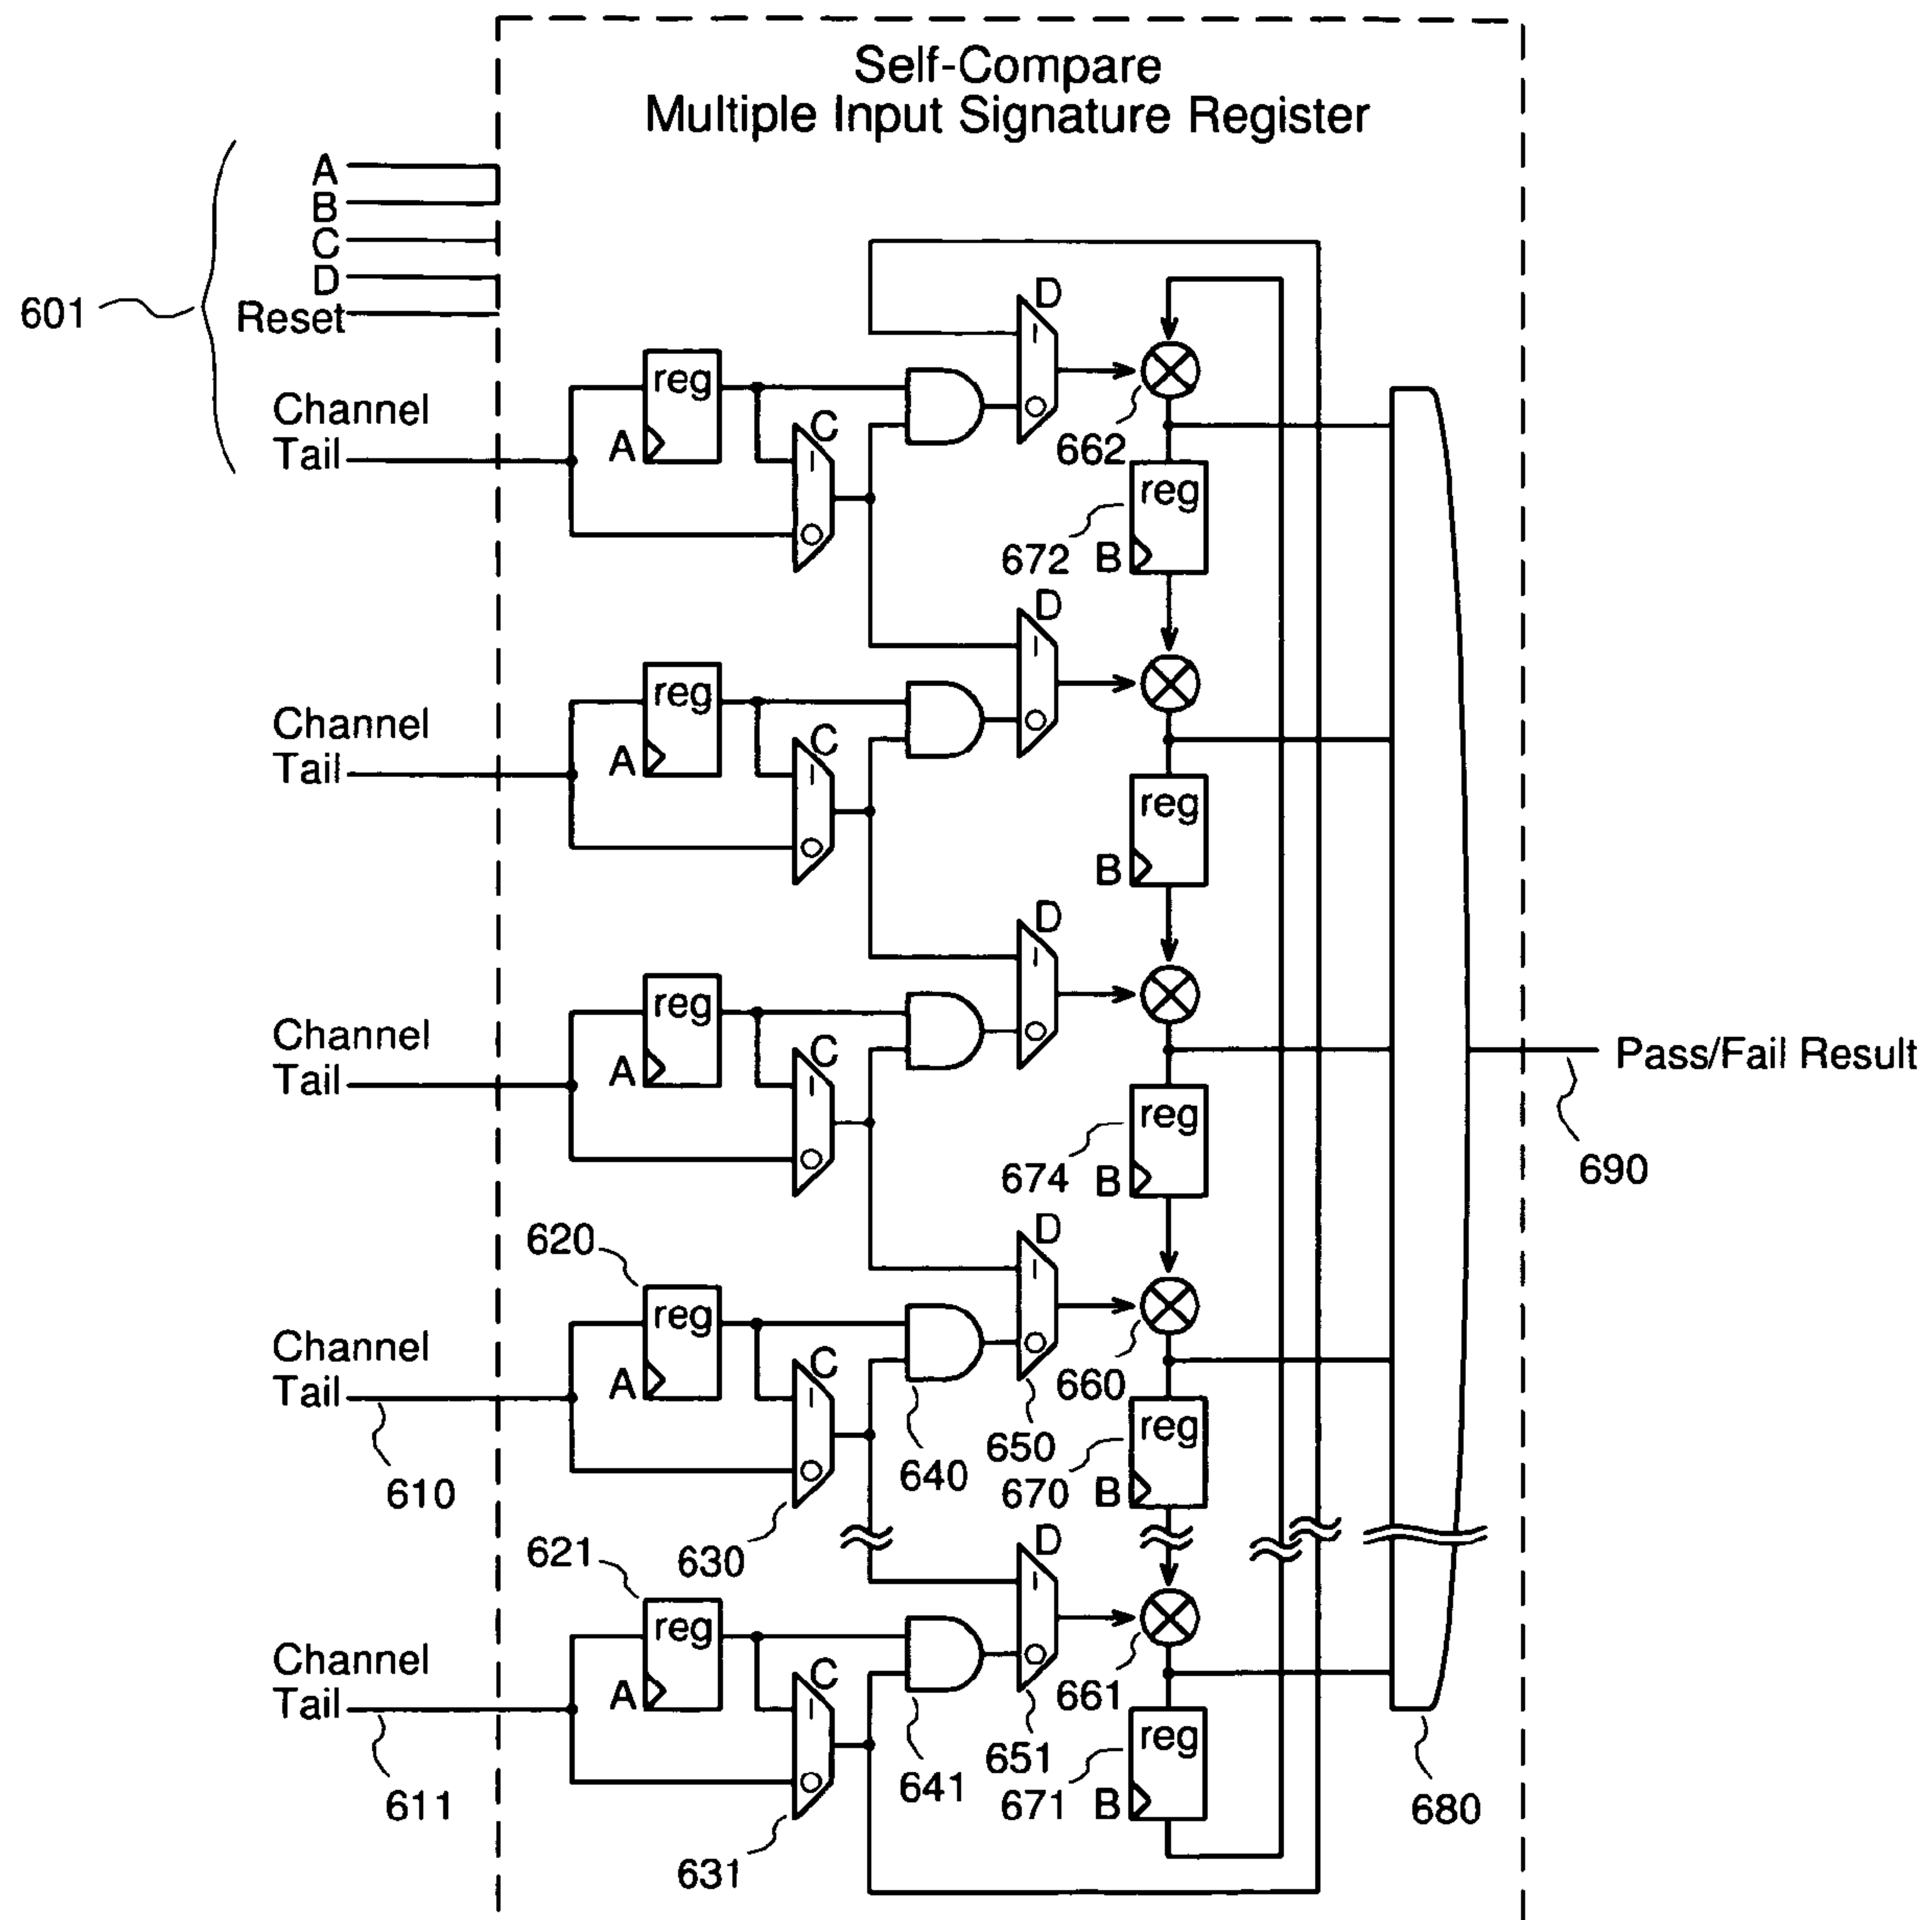 Self-Compare
Multiple Input Signature Register
A
B
C
D
Reset
601
Channel
Tail
reg
A
C
I
O
D
I
O
662
reg
672
B
Channel
Tail
reg
A
C
I
O
D
I
O
reg
B
Channel
Tail
reg
A
C
I
O
D
I
O
reg
674
B
Pass/Fail Result
690
620
Channel
Tail
reg
A
C
I
O
D
I
O
610
630
640
650
660
reg
670
B
621
Channel
Tail
reg
A
C
I
O
D
I
O
611
631
641
651
661
reg
671
B
680